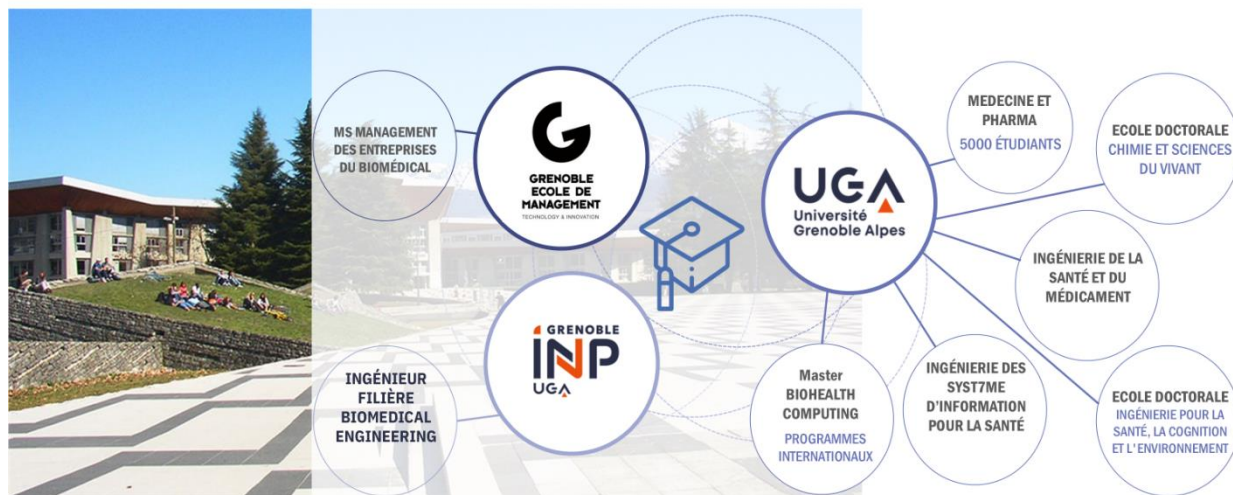 MS MANAGEMENT
DES ENTREPRISES
DU BIOMÉDICAL
G
GRENOBLE
ECOLE DE
MANAGEMENT
TECHNOLOGY & INNOVATION
INGÉNIEUR
FILIÈRE
BIOMEDICAL
ENGINEERING
GRENOBLE
INP
UGA
UGA
Université
Grenoble Alpes
MEDECINE ET
PHARMA
5000 ÉTUDIANTS
ECOLE DOCTORALE
CHIMIE ET SCIENCES
DU VIVANT
INGÉNIERIE DE LA
SANTÉ ET DU
MÉDICAMENT
Master
BIOHEALTH
COMPUTING
PROGRAMMES
INTERNATIONAUX
INGÉNIERIE DES
SYST7ME
D'INFORMATION
POUR LA SANTÉ
ECOLE DOCTORALE
INGÉNIERIE POUR LA
SANTÉ, LA COGNITION
ET L'ENVIRONNEMENT